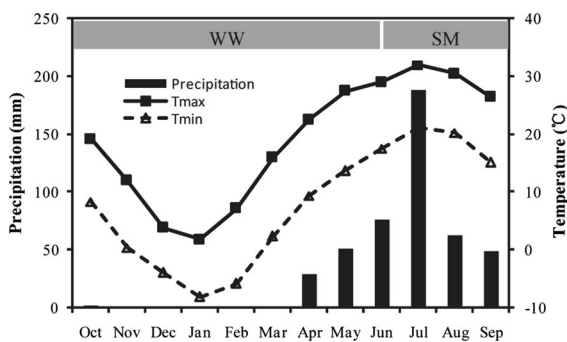 250
200
150
100
50
0
Precipitation (mm)
WW
SM
Precipitation
Tmax
Tmin
40
30
20
10
0
-10
Temperature (℃)
Oct Nov Dec Jan Feb Mar Apr May Jun Jul Aug Sep